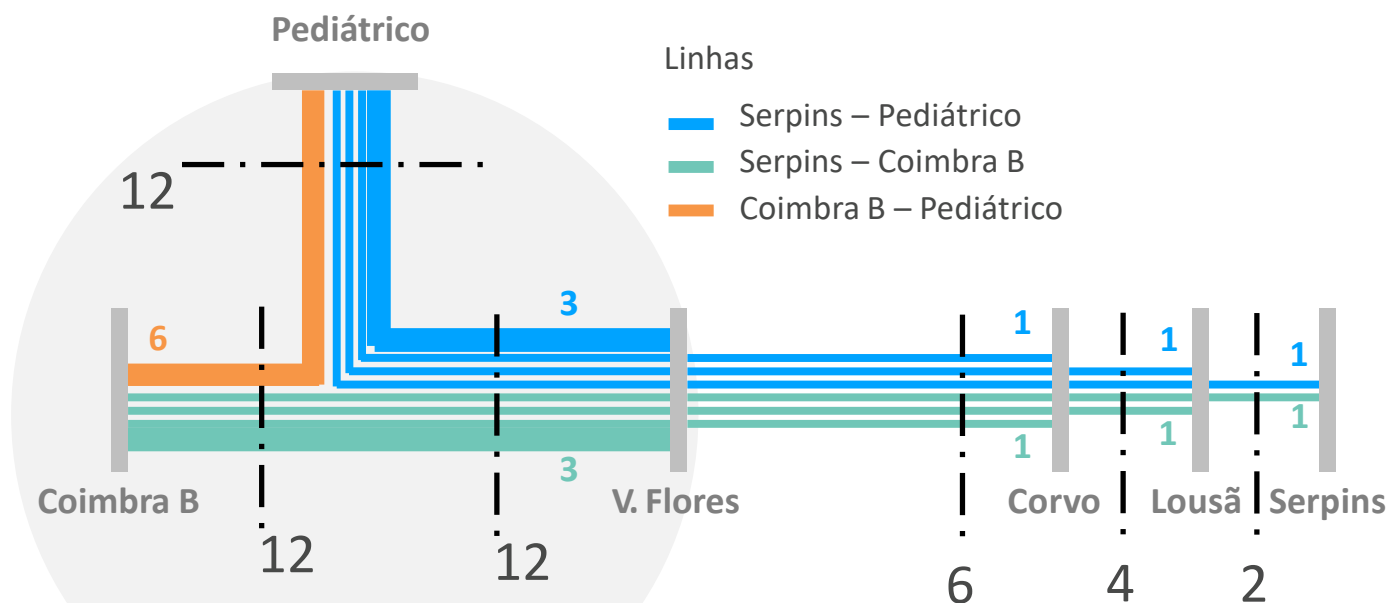 Pediátrico
Linhas
Serpins – Pediátrico
Serpins – Coimbra B
Coimbra B – Pediátrico
12
6
3
1
1
1
3
1
1
1
Coimbra B
V. Flores
Corvo
Lousã
Serpins
12
12
6
4
2